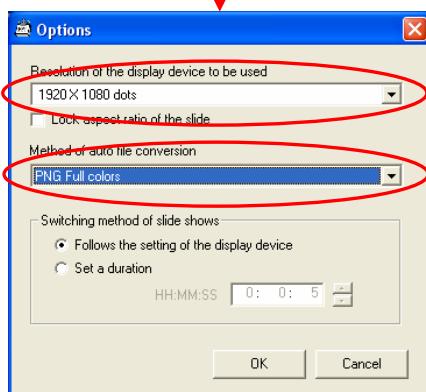 Options
Resolution of the display device to be used
1920 X 1080 dots
Lock aspect ratio of the slide
Method of auto file conversion
PNG Full colors
Switching method of slide shows
Follows the setting of the display device
Set a duration
HH:MM:SS 0: 0: 5
OK Cancel